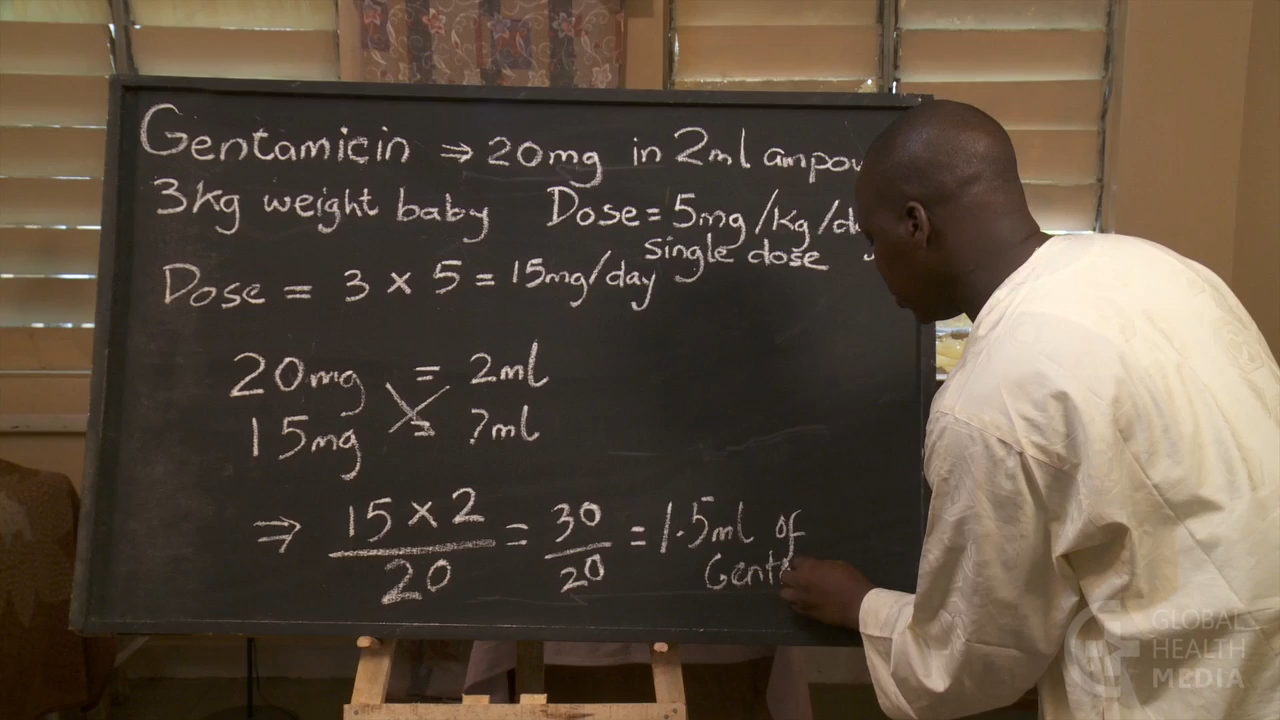 Gentamicin ⇒ 20mg in 2ml
3kg weight baby Dose = 5mg/kg/
single dose
Dose = 3 × 5 = 15mg/day
20mg = 2ml
15mg = ?ml
⇒ 15 × 2 / 20 = 30 / 20 = 1.5ml of
GLOBAL
HEALTH
MEDIA